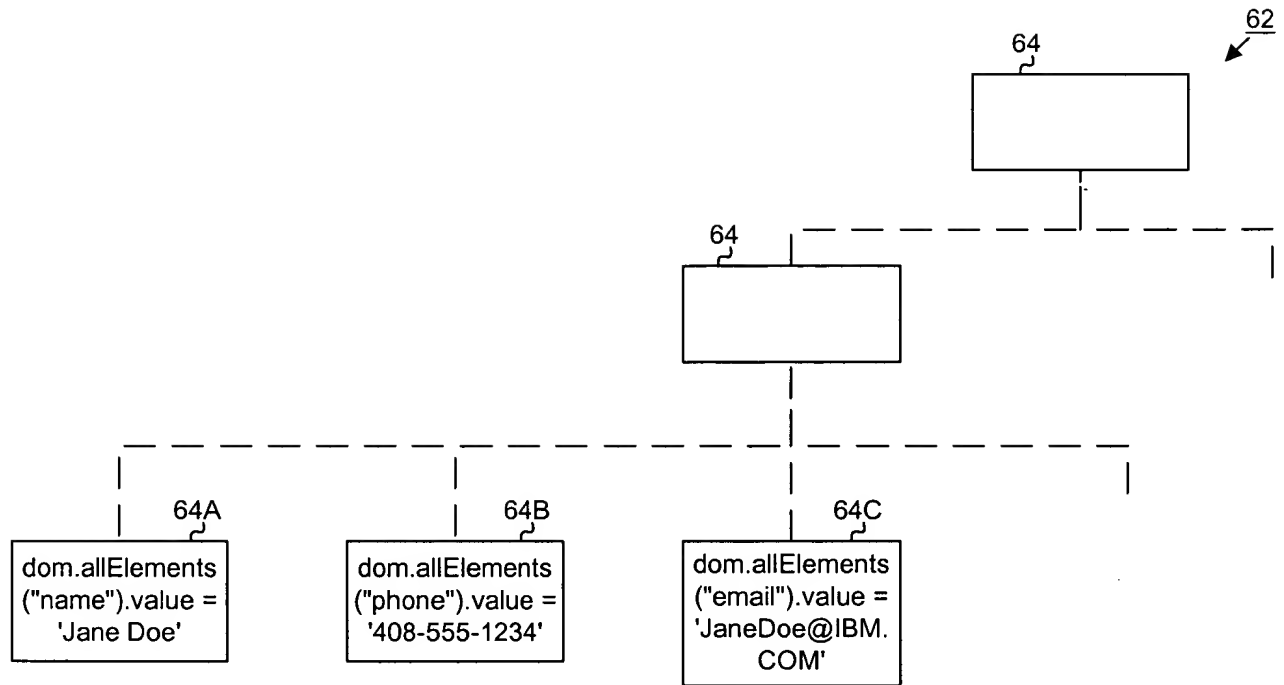 62
64
64
64A
64B
64C
dom.allElements
("name").value =
'Jane Doe'
dom.allElements
("phone").value =
'408-555-1234'
dom.allElements
("email").value =
'JaneDoe@IBM.
COM'